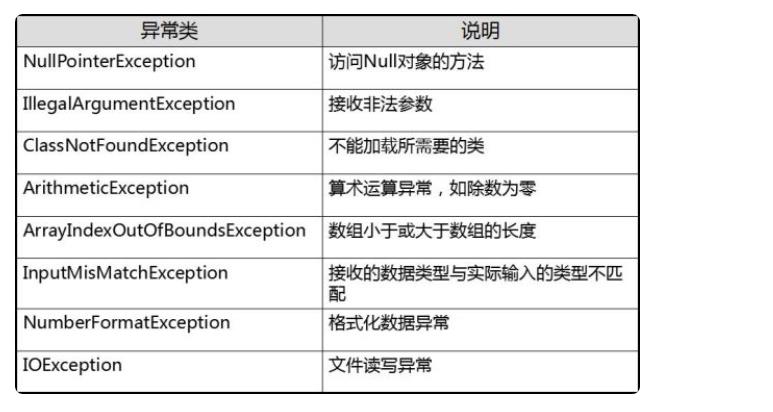 异常类 说明
NullPointerException 访问Null对象的方法
IllegalArgumentException 接收非法参数
ClassNotFoundException 不能加载所需要的类
ArithmeticException 算术运算异常，如除数为零
ArrayIndexOutOfBoundsException 数组小于或大于数组的长度
InputMisMatchException 接收的数据类型与实际输入的类型不匹
配
NumberFormatException 格式化数据异常
IOException 文件读写异常